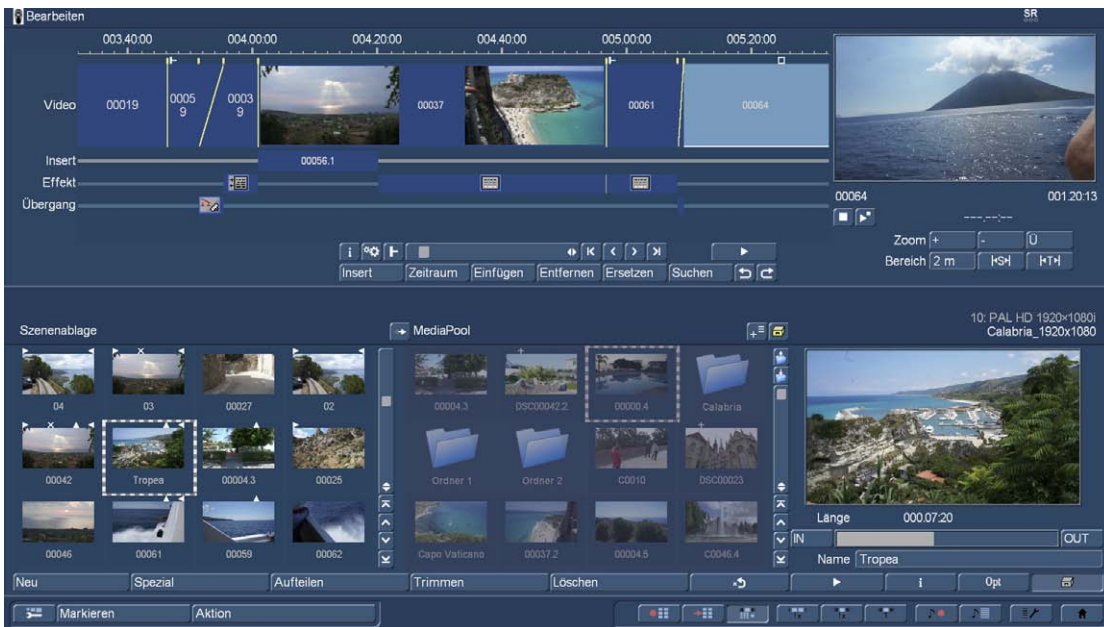 Bearbeiten
SR
003.40:00 004.00:00 004.20:00 004.40:00 005.00:00 005.20:00
Video 00019 0005 0003 00037 00061 00064
9 9
Insert 00056.1
Effekt
Übergang
00064 001.20:13
---.--:--
Zoom + - Ü
Bereich 2 m |◂S▸| |◂T▸|
i
Insert Zeitraum Einfügen Entfernen Ersetzen Suchen
10: PAL HD 1920×1080i
Szenenablage MediaPool Calabria_1920x1080
04 03 00027 02 00004.3 DSC00042.2 00000.4 Calabria
00042 Tropea 00004.3 00025 Ordner 1 Ordner 2 C0010 DSC00023
00046 00061 00059 00062 Capo Vaticano 00037.2 00004.5 C0046.4
Länge 000.07:20
IN OUT
Name Tropea
Neu Spezial Aufteilen Trimmen Löschen i Opt
Markieren Aktion